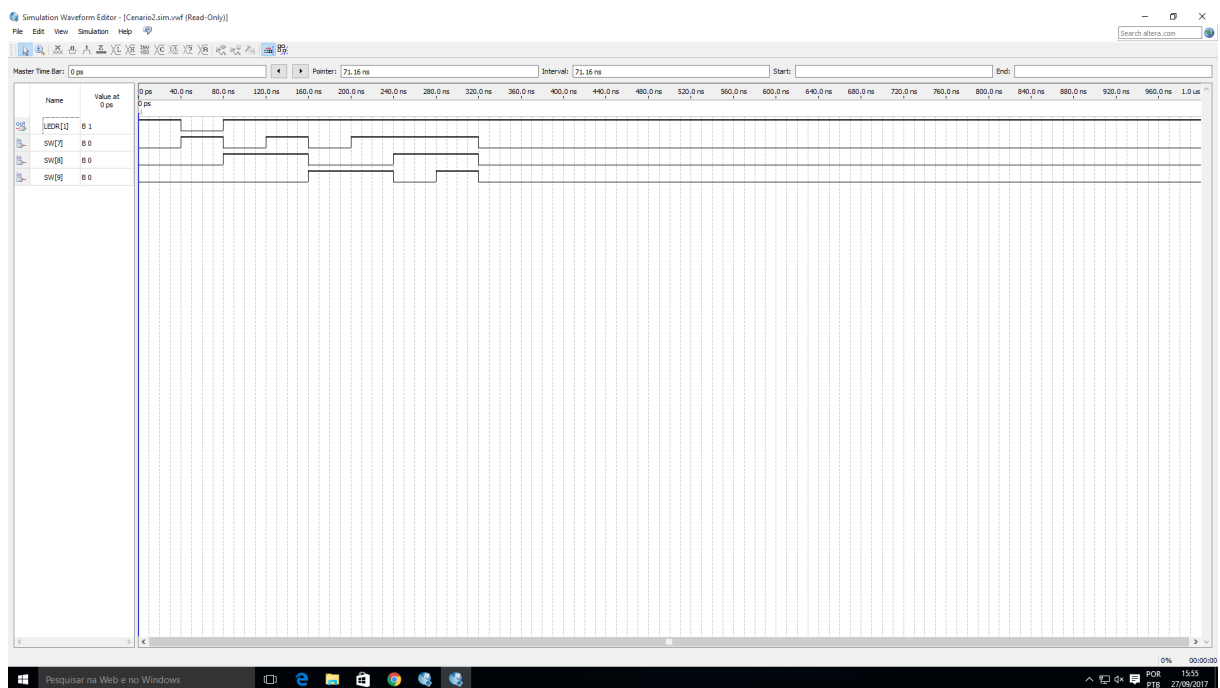 Simulation Waveform Editor - [Cenario2.sim.vwf (Read-Only)]
File Edit View Simulation Help
Search altera.com
Master Time Bar: 0 ps Pointer: 71.16 ns Interval: 71.16 ns Start: End:
Name Value at 0 ps
0 ps 40.0 ns 80.0 ns 120.0 ns 160.0 ns 200.0 ns 240.0 ns 280.0 ns 320.0 ns 360.0 ns 400.0 ns 440.0 ns 480.0 ns 520.0 ns 560.0 ns 600.0 ns 640.0 ns 680.0 ns 720.0 ns 760.0 ns 800.0 ns 840.0 ns 880.0 ns 920.0 ns 960.0 ns 1.0 us
0 ps
out LEDR[1] B 1
in SW[7] B 0
in SW[8] B 0
in SW[9] B 0
0% 00:00:00
Pesquisar na Web e no Windows
POR 15:55
PTB 27/09/2017